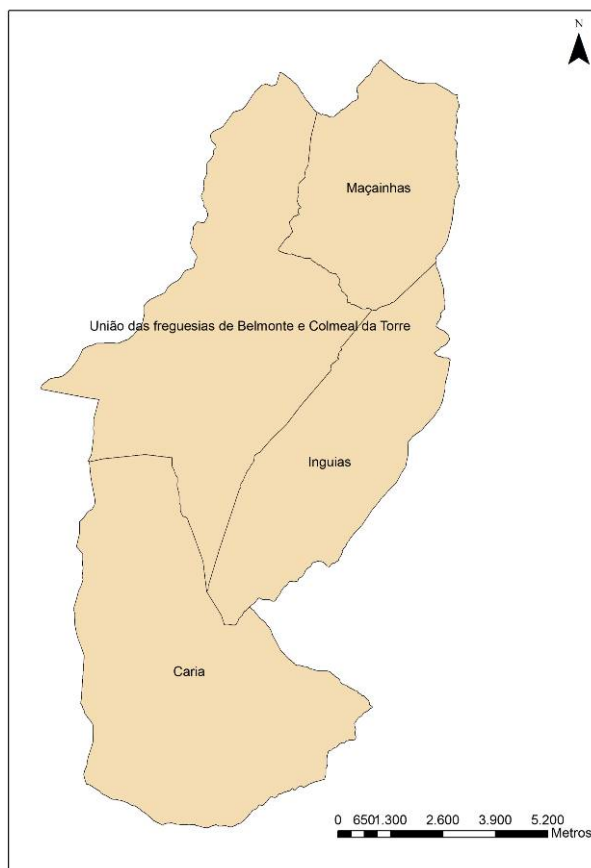 N
Maçainhas
União das freguesias de Belmonte e Colmeal da Torre
Inguias
Caria
0 6501.300 2.600 3.900 5.200
Metros